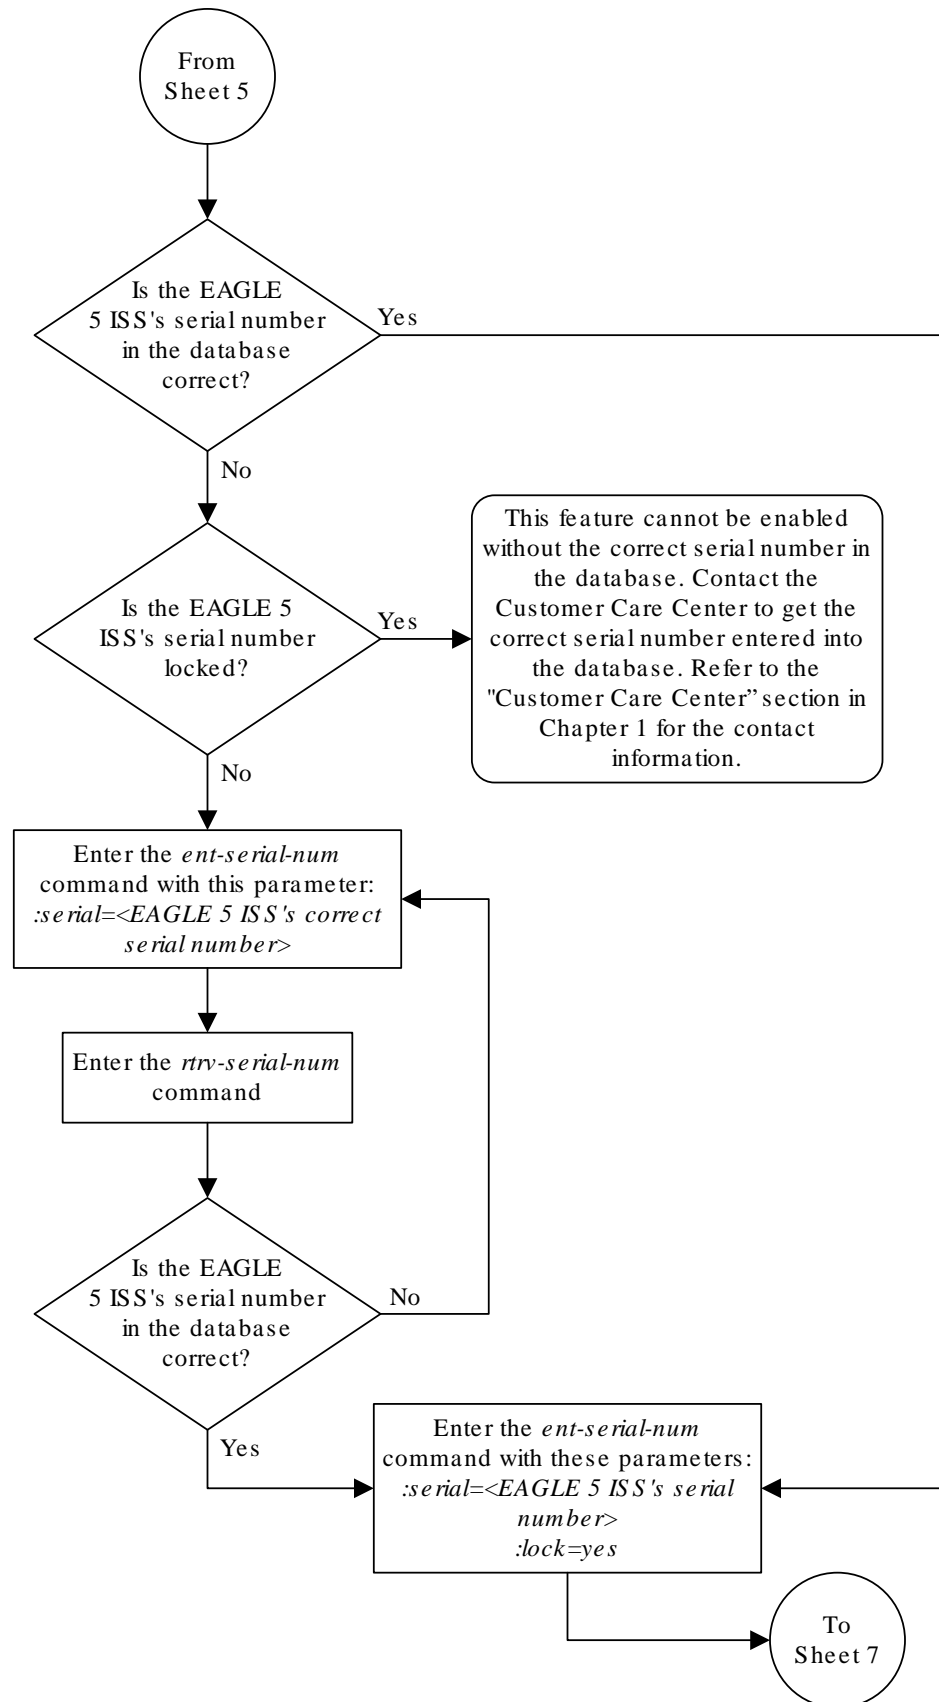 From
Sheet 5
Is the EAGLE
5 ISS's serial number
in the database
correct?
Yes
No
Is the EAGLE 5
ISS's serial number
locked?
Yes
This feature cannot be enabled
without the correct serial number in
the database. Contact the
Customer Care Center to get the
correct serial number entered into
the database. Refer to the
"Customer Care Center” section in
Chapter 1 for the contact
information.
No
Enter the ent-serial-num
command with this parameter:
:serial=<EAGLE 5 ISS's correct
serial number>
Enter the rtrv-serial-num
command
Is the EAGLE
5 ISS's serial number
in the database
correct?
No
Yes
Enter the ent-serial-num
command with these parameters:
:serial=<EAGLE 5 ISS's serial
number>
:lock=yes
To
Sheet 7